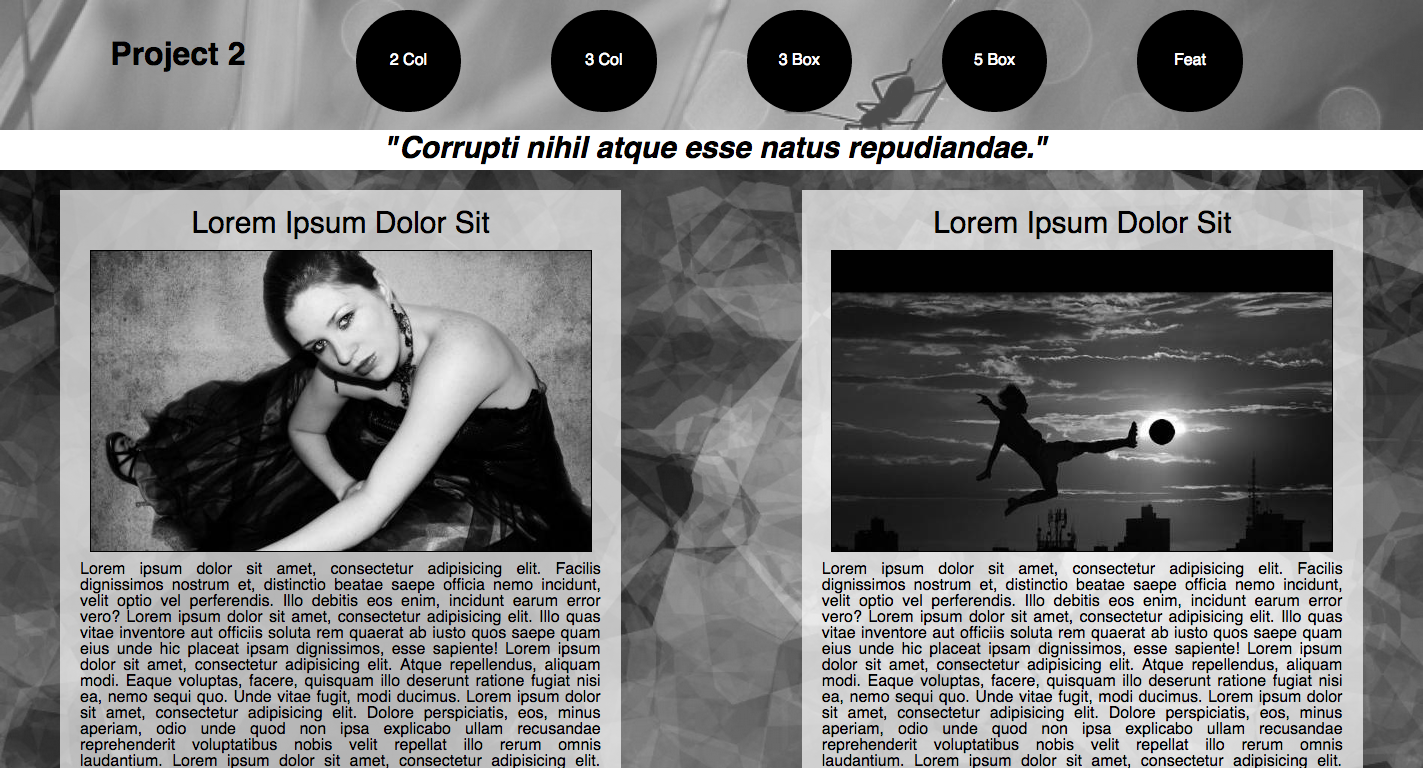 Project 2
2 Col
3 Col
3 Box
5 Box
Feat
"Corrupti nihil atque esse natus repudiandae."
Lorem Ipsum Dolor Sit
Lorem ipsum dolor sit amet, consectetur adipisicing elit. Facilis
dignissimos nostrum et, distinctio beatae saepe officia nemo incidunt,
velit optio vel perferendis. Illo debitis eos enim, incidunt earum error
vero? Lorem ipsum dolor sit amet, consectetur adipisicing elit. Illo quas
vitae inventore aut officiis soluta rem quaerat ab iusto quos saepe quam
eius unde hic placeat ipsam dignissimos, esse sapiente! Lorem ipsum
dolor sit amet, consectetur adipisicing elit. Atque repellendus, aliquam
modi. Eaque voluptas, facere, quisquam illo deserunt ratione fugiat nisi
ea, nemo sequi quo. Unde vitae fugit, modi ducimus. Lorem ipsum dolor
sit amet, consectetur adipisicing elit. Dolore perspiciatis, eos, minus
aperiam, odio unde quod non ipsa explicabo ullam recusandae
reprehenderit voluptatibus nobis velit repellat illo rerum omnis
laudantium. Lorem ipsum dolor sit amet, consectetur adipisicing elit.
Lorem Ipsum Dolor Sit
Lorem ipsum dolor sit amet, consectetur adipisicing elit. Facilis
dignissimos nostrum et, distinctio beatae saepe officia nemo incidunt,
velit optio vel perferendis. Illo debitis eos enim, incidunt earum error
vero? Lorem ipsum dolor sit amet, consectetur adipisicing elit. Illo quas
vitae inventore aut officiis soluta rem quaerat ab iusto quos saepe quam
eius unde hic placeat ipsam dignissimos, esse sapiente! Lorem ipsum
dolor sit amet, consectetur adipisicing elit. Atque repellendus, aliquam
modi. Eaque voluptas, facere, quisquam illo deserunt ratione fugiat nisi
ea, nemo sequi quo. Unde vitae fugit, modi ducimus. Lorem ipsum dolor
sit amet, consectetur adipisicing elit. Dolore perspiciatis, eos, minus
aperiam, odio unde quod non ipsa explicabo ullam recusandae
reprehenderit voluptatibus nobis velit repellat illo rerum omnis
laudantium. Lorem ipsum dolor sit amet, consectetur adipisicing elit.